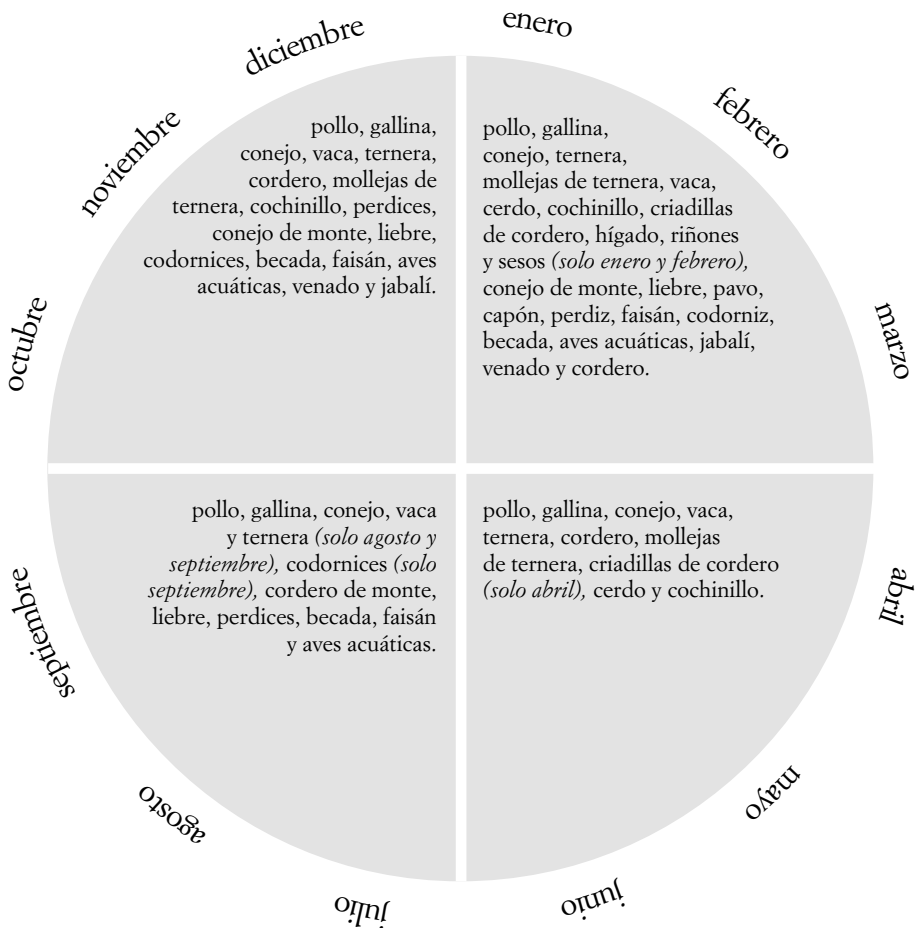 enero
febrero
marzo
abril
mayo
junio
julio
agosto
septiembre
octubre
noviembre
diciembre
pollo, gallina,
conejo, ternera,
mollejas de ternera, vaca,
cerdo, cochinillo, criadillas
de cordero, hígado, riñones
y sesos (solo enero y febrero),
conejo de monte, liebre, pavo,
capón, perdiz, faisán, codorniz,
becada, aves acuáticas, jabalí,
venado y cordero.
pollo, gallina, conejo, vaca,
ternera, cordero, mollejas
de ternera, criadillas de cordero
(solo abril), cerdo y cochinillo.
pollo, gallina, conejo, vaca
y ternera (solo agosto y
septiembre), codornices (solo
septiembre), cordero de monte,
liebre, perdices, becada, faisán
y aves acuáticas.
pollo, gallina,
conejo, vaca, ternera,
cordero, mollejas de
ternera, cochinillo, perdices,
conejo de monte, liebre,
codornices, becada, faisán, aves
acuáticas, venado y jabalí.